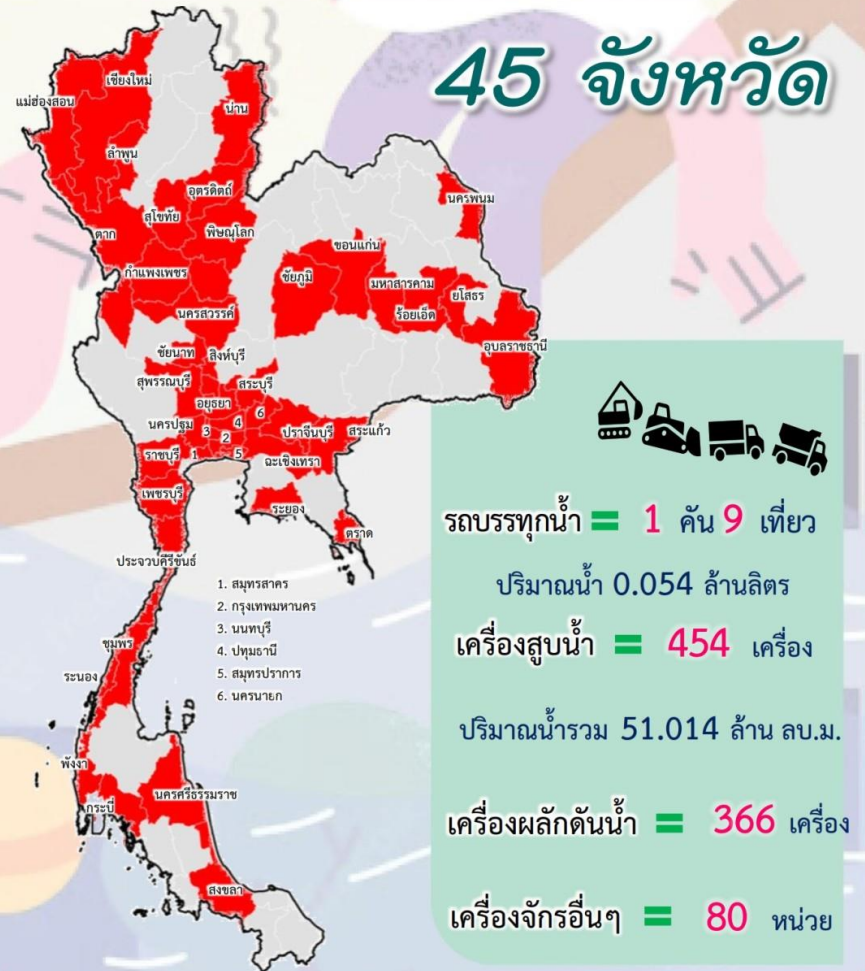 45 จังหวัด
เชียงใหม่
แม่ฮ่องสอน
น่าน
ลำพูน
อุตรดิตถ์
สุโขทัย
ตาก
พิษณุโลก
นครพนม
ขอนแก่น
กำแพงเพชร
ชัยภูมิ
มหาสารคาม
ยโสธร
นครสวรรค์
ร้อยเอ็ด
อุบลราชธานี
ชัยนาท
สิงห์บุรี
สุพรรณบุรี
สระบุรี
อยุธยา
6
นครปฐม
3
4
2
ปราจีนบุรี
สระแก้ว
ราชบุรี
1
5
ฉะเชิงเทรา
เพชรบุรี
ระยอง
ตราด
ประจวบคีรีขันธ์
1. สมุทรสาคร
2. กรุงเทพมหานคร
3. นนทบุรี
4. ปทุมธานี
5. สมุทรปราการ
6. นครนายก
ชุมพร
ระนอง
พังงา
นครศรีธรรมราช
กระบี่
สงขลา
รถบรรทุกน้ำ = 1 คัน 9 เที่ยว
ปริมาณน้ำ 0.054 ล้านลิตร
เครื่องสูบน้ำ = 454 เครื่อง
ปริมาณน้ำรวม 51.014 ล้าน ลบ.ม.
เครื่องผลักดันน้ำ = 366 เครื่อง
เครื่องจักรอื่นๆ = 80 หน่วย